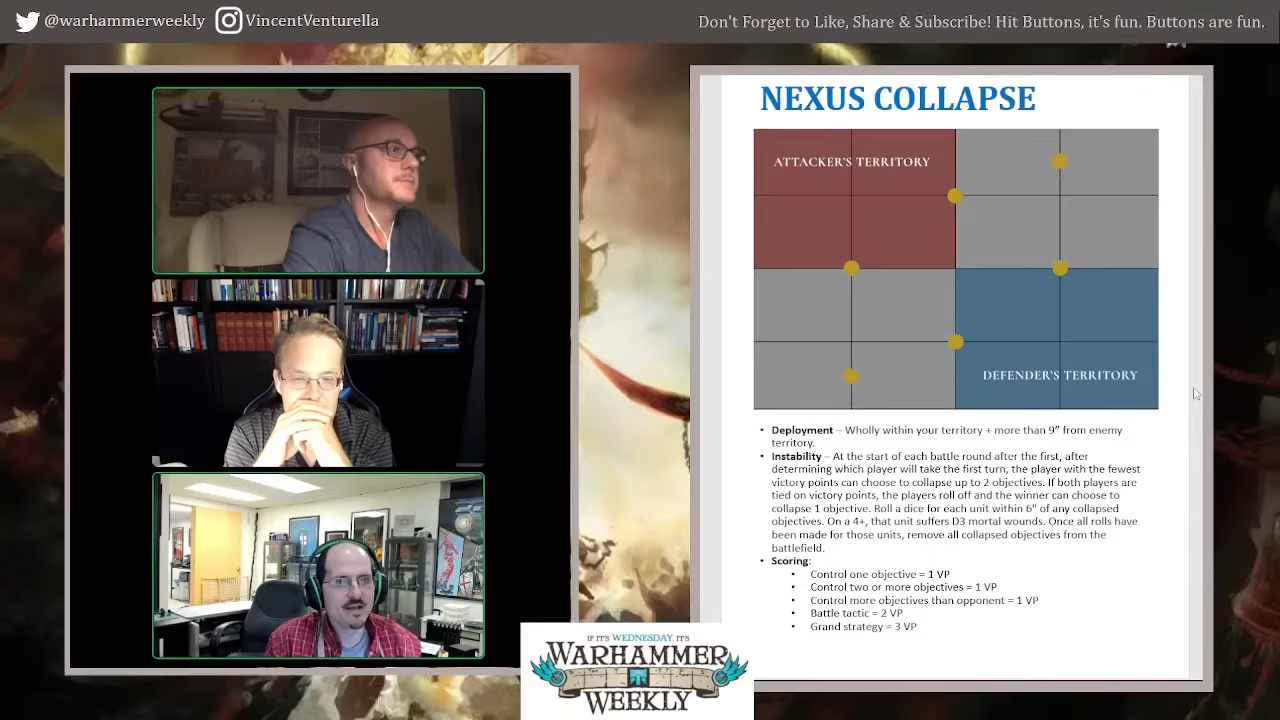 @warhammerweekly VincentVenturella
Don't Forget to Like, Share & Subscribe! Hit Buttons, it's fun. Buttons are fun.
NEXUS COLLAPSE
ATTACKER'S TERRITORY
DEFENDER'S TERRITORY
• Deployment – Wholly within your territory + more than 9” from enemy
territory.
• Instability – At the start of each battle round after the first, after
determining which player will take the first turn, the player with the fewest
victory points can choose to collapse up to 2 objectives. If both players are
tied on victory points, the players roll off and the winner can choose to
collapse 1 objective. Roll a dice for each unit within 6" of any collapsed
objectives. On a 4+, that unit suffers D3 mortal wounds. Once all rolls have
been made for those units, remove all collapsed objectives from the
battlefield.
• Scoring:
• Control one objective = 1 VP
• Control two or more objectives = 1 VP
• Control more objectives than opponent = 1 VP
• Battle tactic = 2 VP
• Grand strategy = 3 VP
IF IT'S WEDNESDAY, IT'S
WARHAMMER
WEEKLY